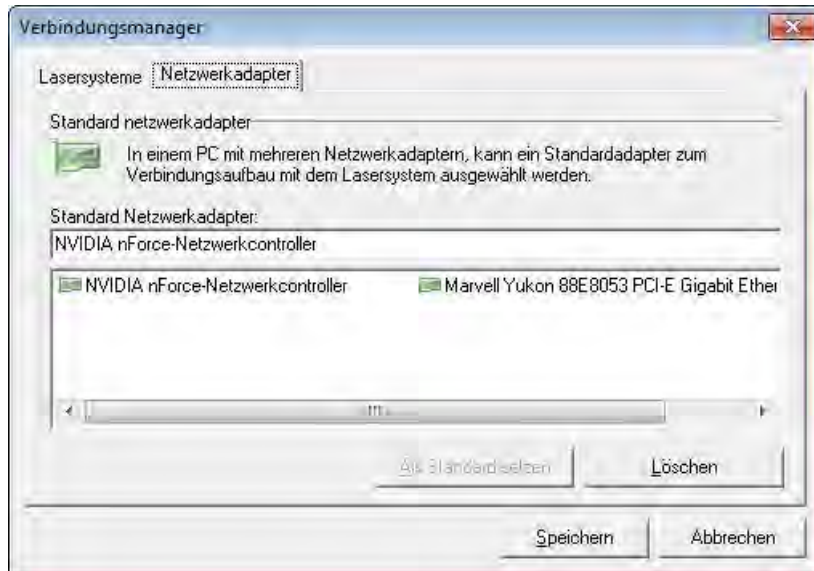 Verbindungsmanager
Lasersysteme Netzwerkadapter
Standard netzwerkadapter
In einem PC mit mehreren Netzwerkadaptern, kann ein Standardadapter zum
Verbindungsaufbau mit dem Lasersystem ausgewählt werden.
Standard Netzwerkadapter:
NVIDIA nForce-Netzwerkcontroller
NVIDIA nForce-Netzwerkcontroller Marvell Yukon 88E8053 PCI-E Gigabit Ether
Als Standard setzen Löschen
Speichern Abbrechen